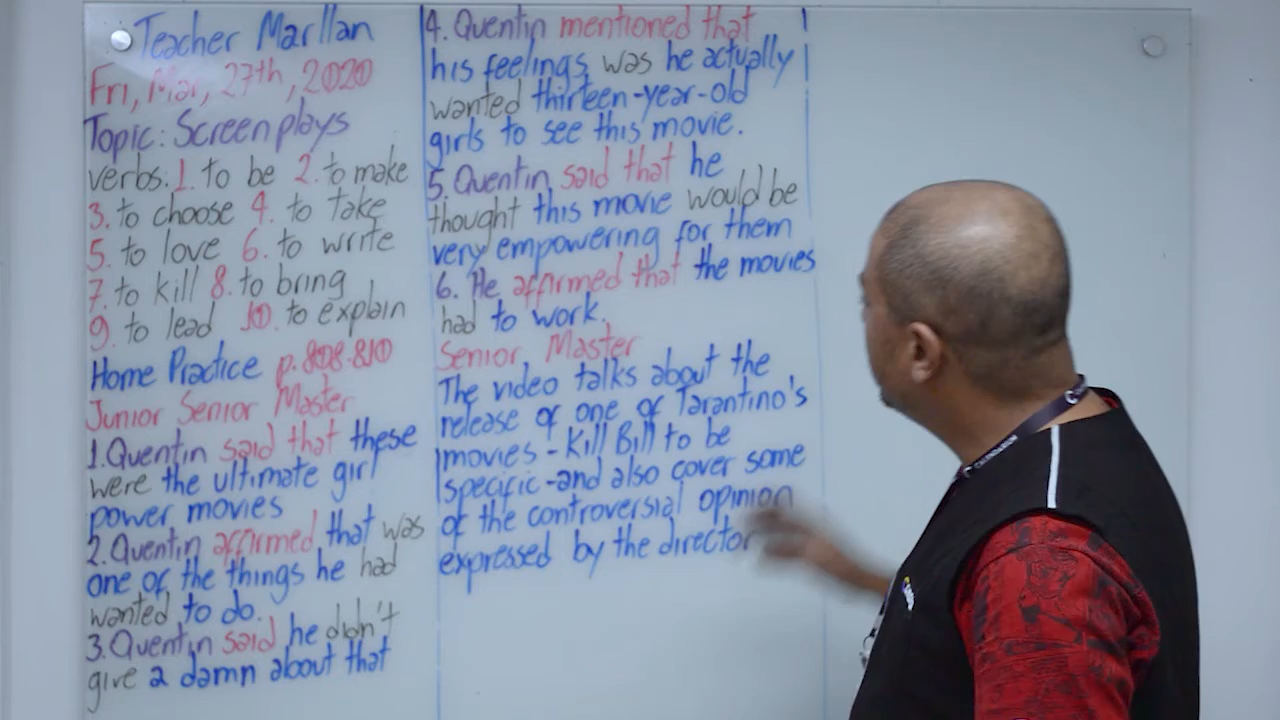 Teacher Marllan
Fri, Mar, 27th, 2020
Topic: Screenplays
verbs: 1. to be 2. to make
3. to choose 4. to take
5. to love 6. to write
7. to kill 8. to bring
9. to lead 10. to explain
Home Practice p. 808-810
Junior Senior Master
1. Quentin said that these
were the ultimate girl
power movies
2. Quentin affirmed that was
one of the things he had
wanted to do.
3. Quentin said he didn't
give a damn about that
4. Quentin mentioned that
his feelings was he actually
wanted thirteen-year-old
girls to see this movie.
5. Quentin said that he
thought this movie would be
very empowering for them
6. He affirmed that the movies
had to work.
Senior Master
The video talks about the
release of one of Tarantino's
movies - Kill Bill to be
specific - and also cover some
of the controversial opinion
expressed by the director